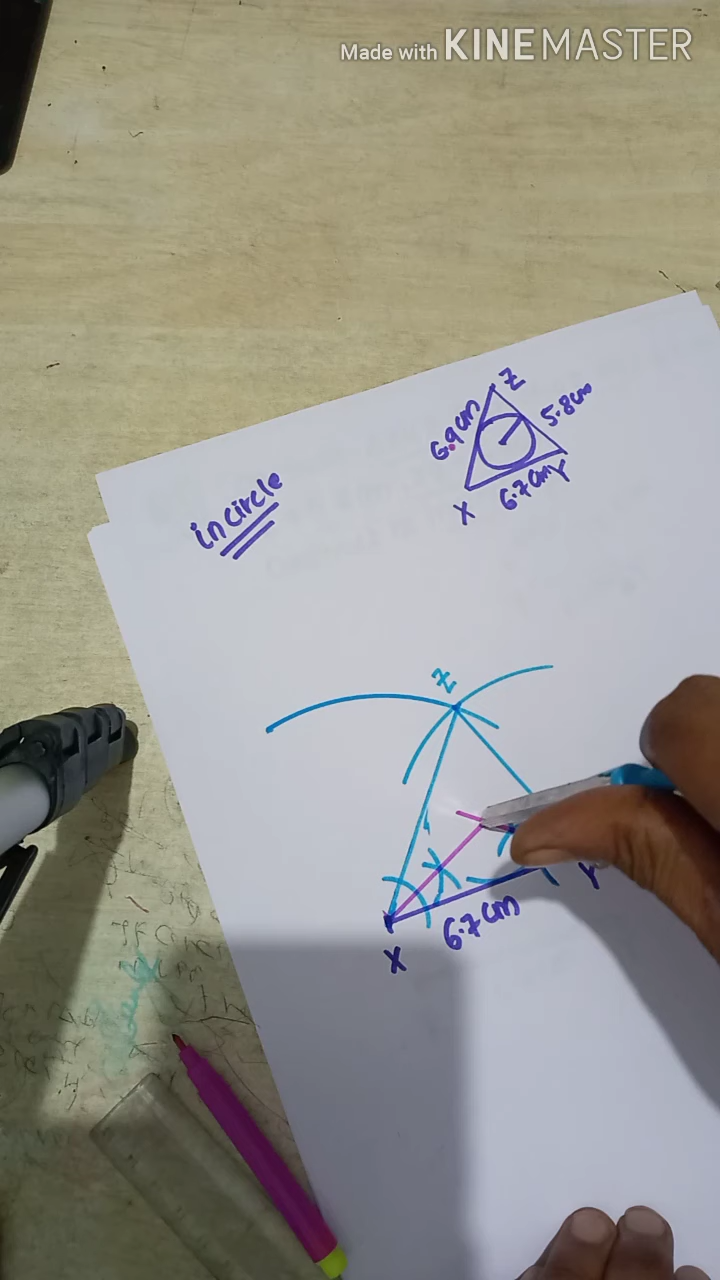 Made with KINEMASTER
Z
6.9cm
5.8cm
X
6.7cm
Y
incircle
Z
6.7cm
Y
X